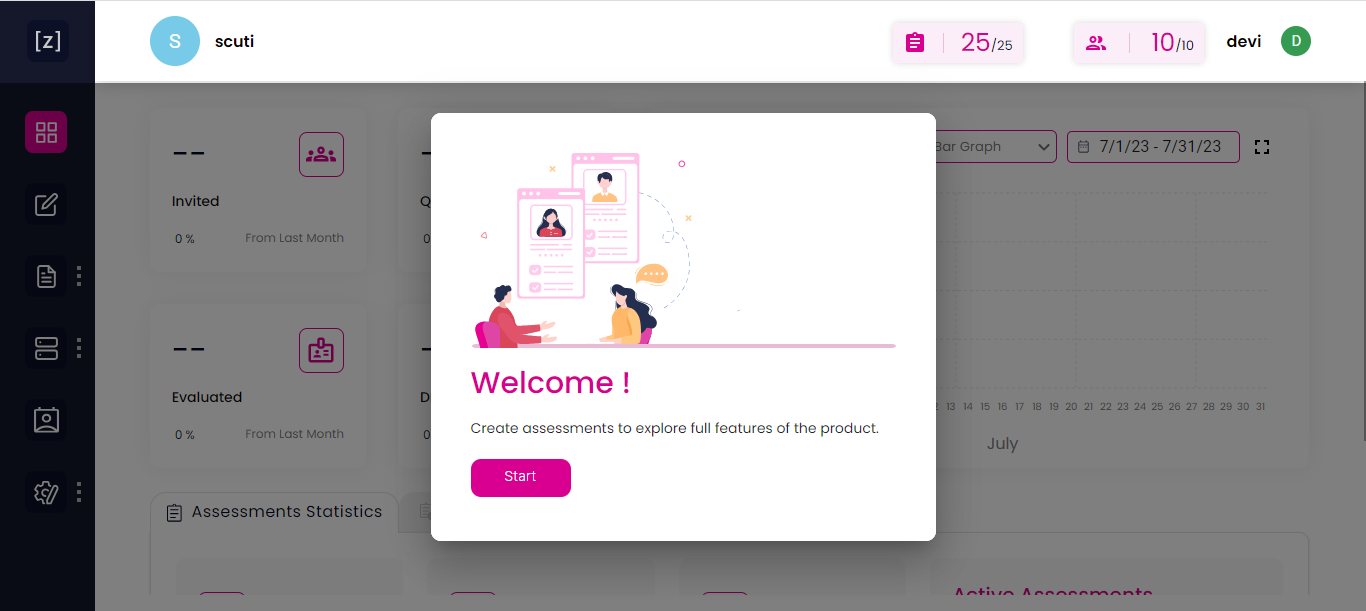 [z]
S
scuti
25/25
10/10
devi
D
--
Invited
0 %
From Last Month
Q
0
Bar Graph
7/1/23 - 7/31/23
--
Evaluated
0 %
From Last Month
D
0
13 14 15 16 17 18 19 20 21 22 23 24 25 26 27 28 29 30 31
July
Welcome !
Create assessments to explore full features of the product.
Start
Assessments Statistics
Active Assessments